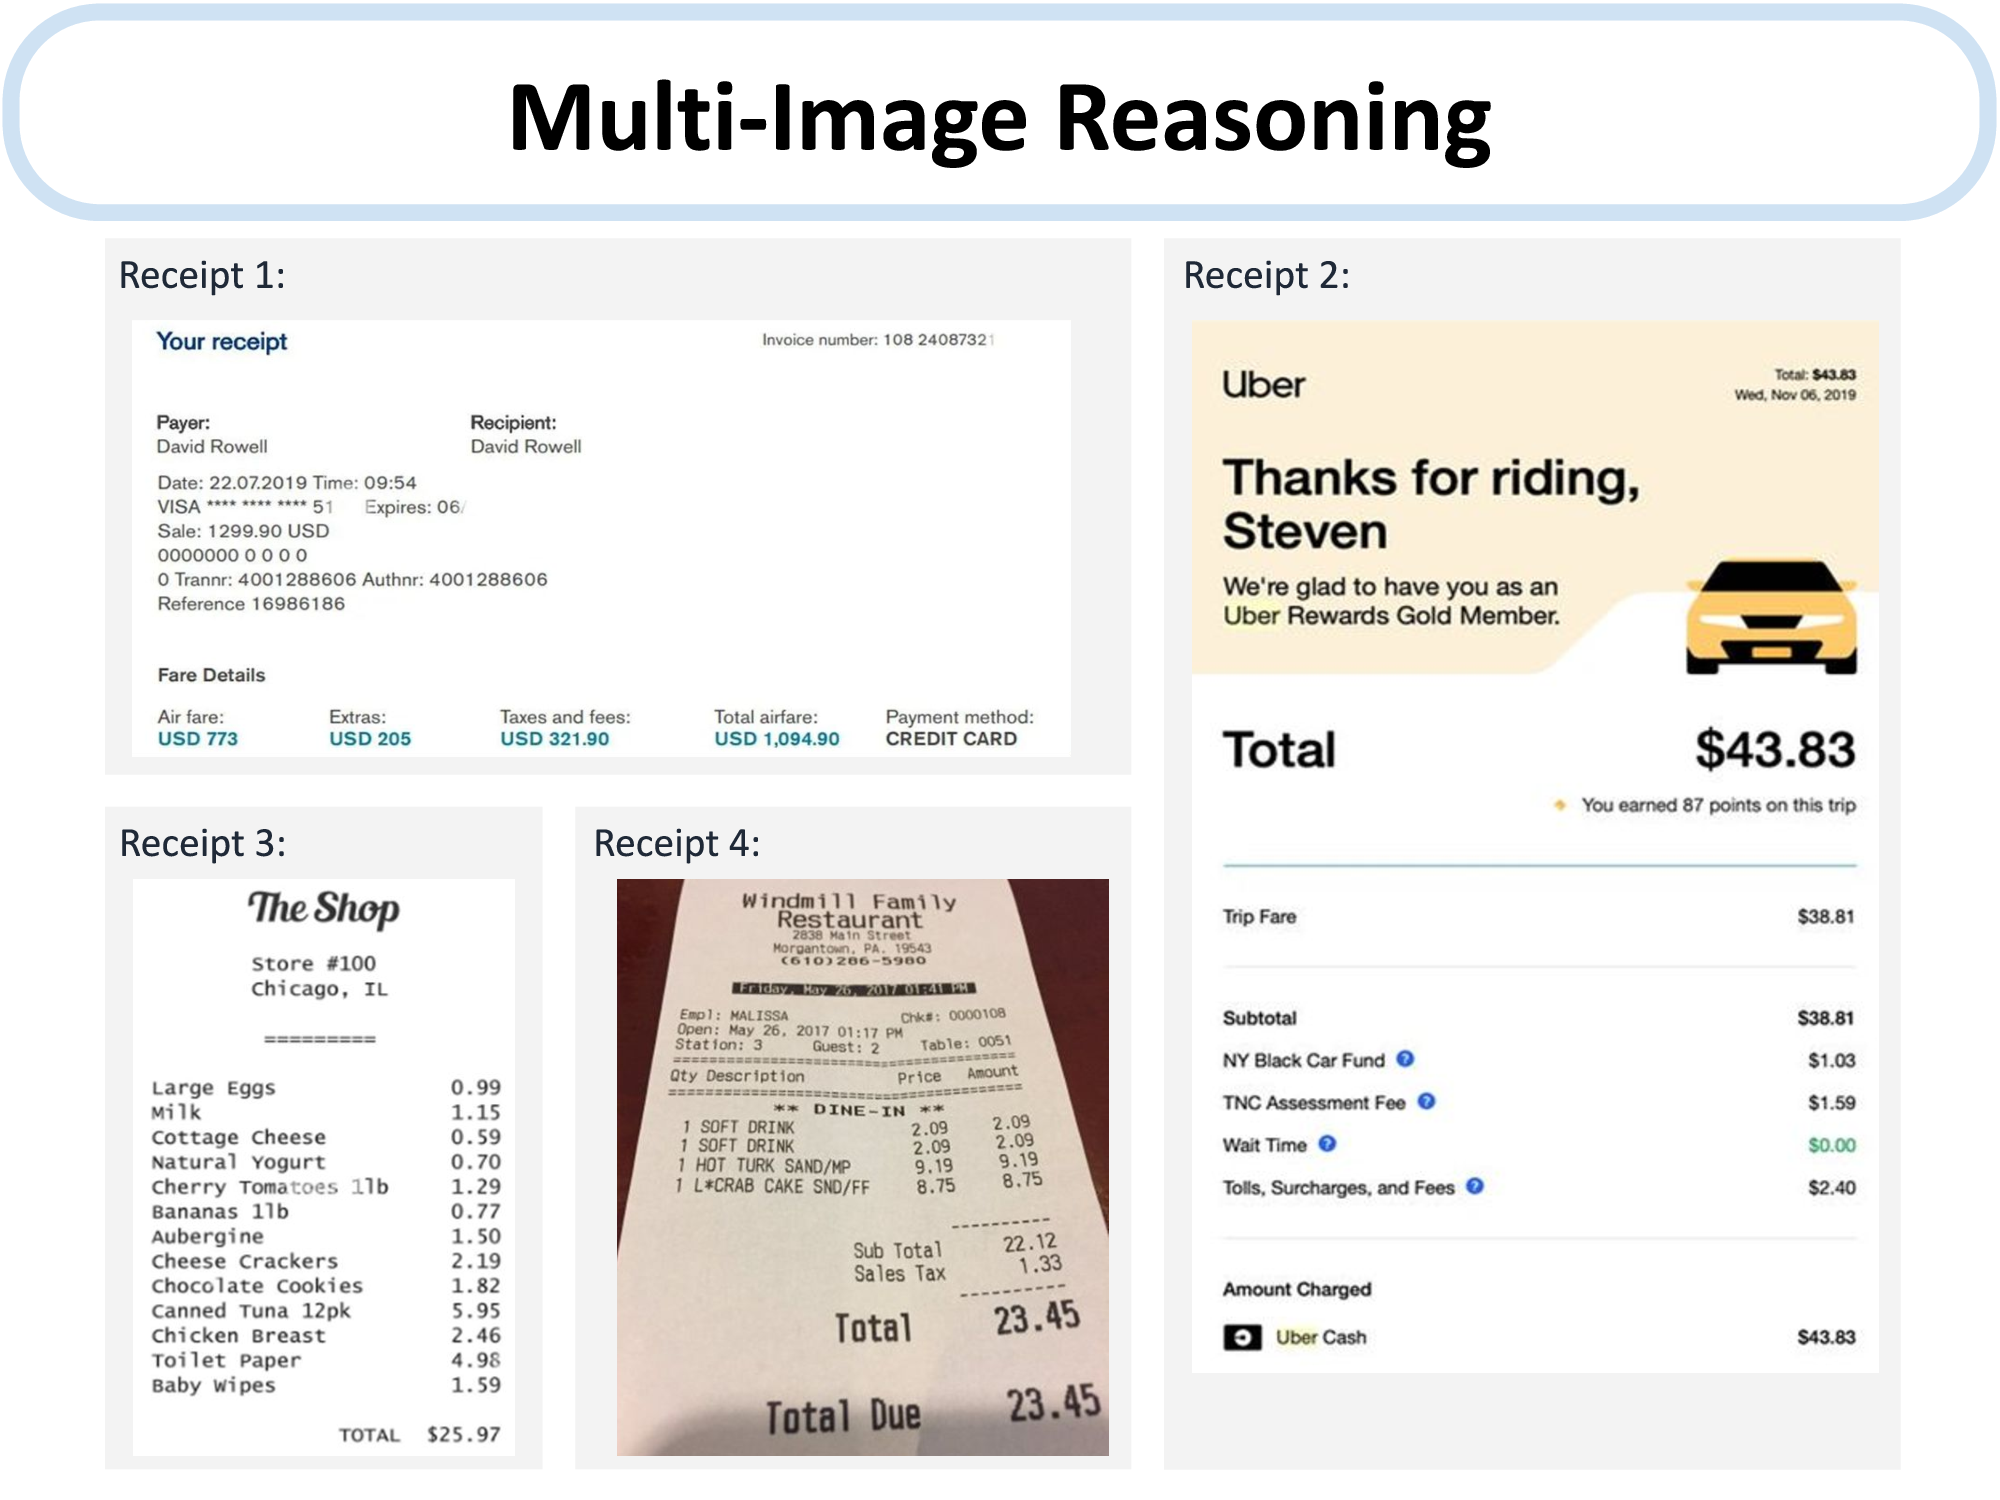 Multi-Image Reasoning
Receipt 1:
Your receipt
Invoice number: 108 24087321
Payer:
David Rowell
Recipient:
David Rowell
Date: 22.07.2019 Time: 09:54
VISA **** **** **** 51 Expires: 06/
Sale: 1299.90 USD
0000000 0 0 0 0
0 Trannr: 4001288606 Authnr: 4001288606
Reference 16986186
Fare Details
Air fare:
USD 773
Extras:
USD 205
Taxes and fees:
USD 321.90
Total airfare:
USD 1,094.90
Payment method:
CREDIT CARD
Receipt 2:
Uber
Total: $43.83
Wed, Nov 06, 2019
Thanks for riding,
Steven
We're glad to have you as an
Uber Rewards Gold Member.
Total $43.83
You earned 87 points on this trip
Trip Fare $38.81
Subtotal $38.81
NY Black Car Fund ? $1.03
TNC Assessment Fee ? $1.59
Wait Time ? $0.00
Tolls, Surcharges, and Fees ? $2.40
Amount Charged
Uber Cash $43.83
Receipt 3:
The Shop
Store #100
Chicago, IL
=========
Large Eggs 0.99
Milk 1.15
Cottage Cheese 0.59
Natural Yogurt 0.70
Cherry Tomatoes 1lb 1.29
Bananas 1lb 0.77
Aubergine 1.50
Cheese Crackers 2.19
Chocolate Cookies 1.82
Canned Tuna 12pk 5.95
Chicken Breast 2.46
Toilet Paper 4.98
Baby Wipes 1.59
TOTAL $25.97
Receipt 4:
Windmill Family
Restaurant
2838 Main Street
Morgantown, PA. 19543
(610)286-5980
Friday, May 26, 2017 01:41 PM
Empl: MALISSA Chk#: 0000108
Open: May 26, 2017 01:17 PM
Station: 3 Guest: 2 Table: 0051
Qty Description Price Amount
** DINE-IN **
1 SOFT DRINK 2.09 2.09
1 SOFT DRINK 2.09 2.09
1 HOT TURK SAND/MP 9.19 9.19
1 L*CRAB CAKE SND/FF 8.75 8.75
Sub Total 22.12
Sales Tax 1.33
Total 23.45
Total Due 23.45